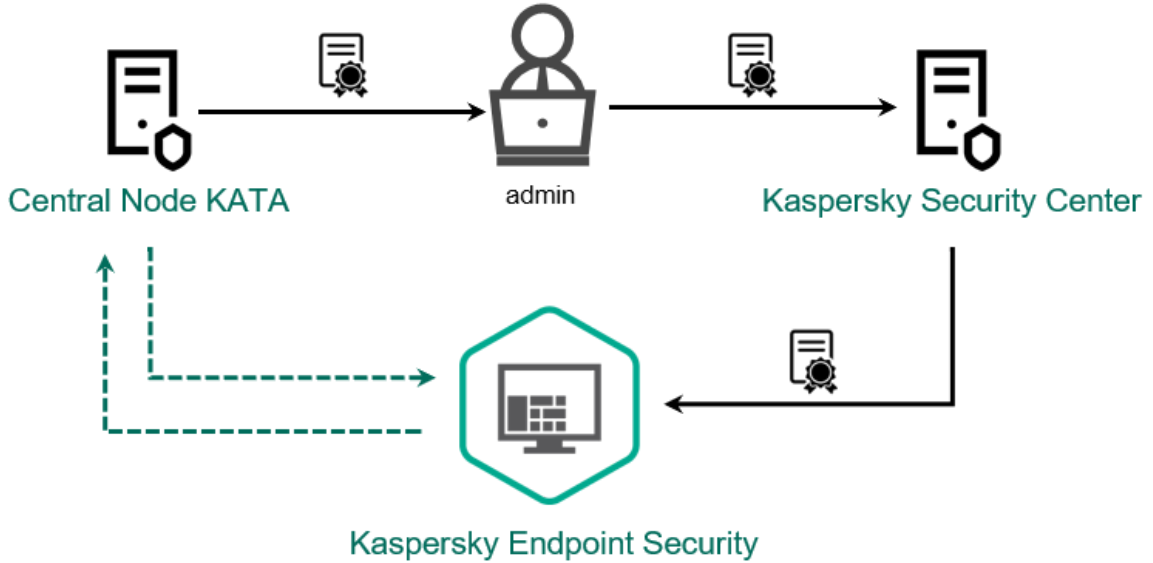 admin
Central Node KATA
Kaspersky Security Center
Kaspersky Endpoint Security